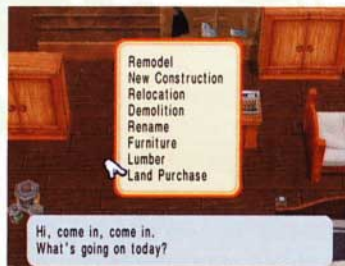 Remodel
New Construction
Relocation
Demolition
Rename
Furniture
Lumber
Land Purchase
Hi, come in, come in.
What's going on today?